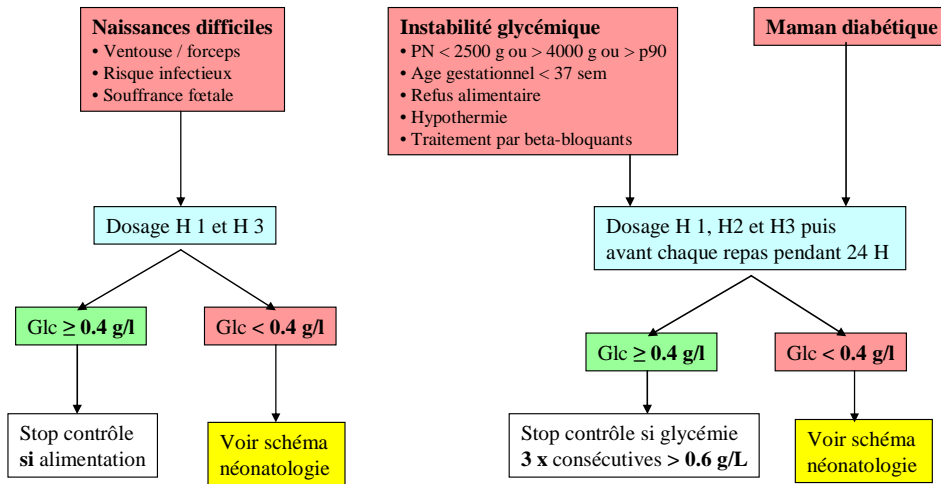 Naissances difficiles
• Ventouse / forceps
• Risque infectieux
• Souffrance fœtale
Instabilité glycémique
• PN < 2500 g ou > 4000 g ou > p90
• Age gestationnel < 37 sem
• Refus alimentaire
• Hypothermie
• Traitement par beta-bloquants
Maman diabétique
Dosage H 1 et H 3
Dosage H 1, H2 et H3 puis
avant chaque repas pendant 24 H
Glc ≥ 0.4 g/l
Glc < 0.4 g/l
Glc ≥ 0.4 g/l
Glc < 0.4 g/l
Stop contrôle
si alimentation
Voir schéma
néonatologie
Stop contrôle si glycémie
3 x consécutives > 0.6 g/L
Voir schéma
néonatologie